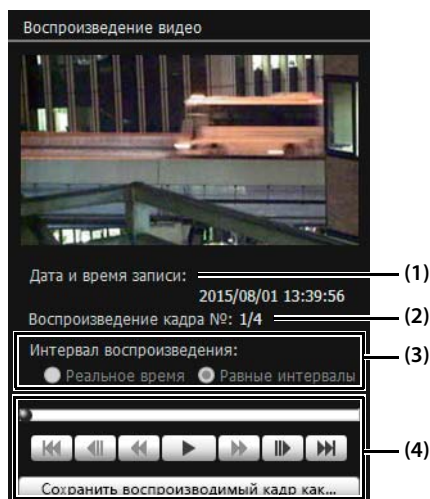 Воспроизведение видео
Дата и время записи:
(1)
2015/08/01 13:39:56
Воспроизведение кадра №: 1/4
(2)
Интервал воспроизведения:
(3)
Реальное время Равные интервалы
(4)
Сохранить воспроизводимый кадр как...